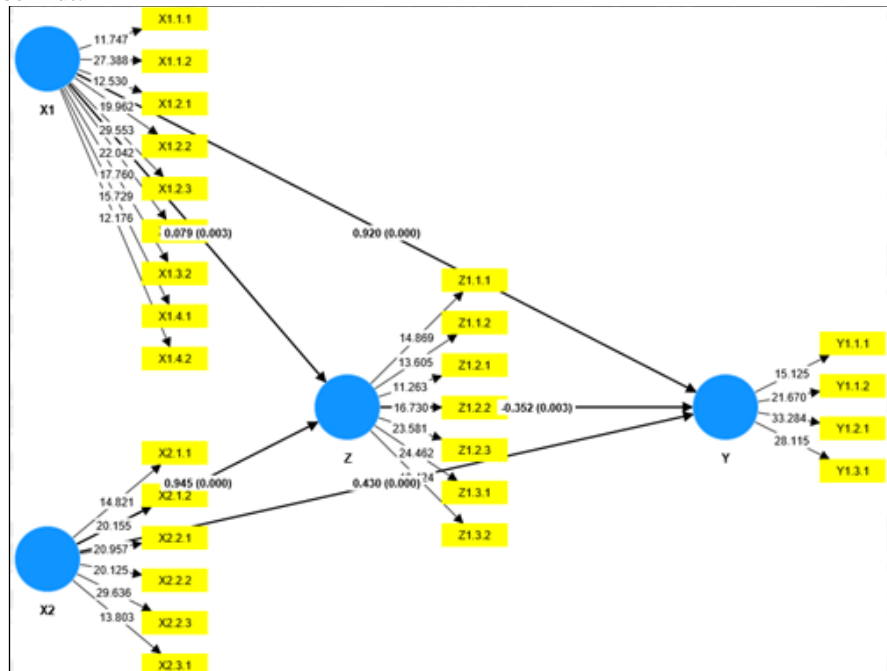 X1.1.1
11.747
27.388
X1.1.2
12.530
X1.2.1
19.962
X1
X1.2.2
29.553
22.042
17.760
X1.2.3
15.729
12.176
0.079 (0.003)
0.920 (0.000)
X1.3.2
X1.4.1
X1.4.2
Z1.1.1
14.869
Z1.1.2
13.605
Z1.2.1
11.263
16.730
Z1.2.2
-0.352 (0.003)
23.581
Z1.2.3
24.462
Z
Z1.3.1
Z1.3.2
Y1.1.1
15.125
Y1.1.2
21.670
33.284
Y1.2.1
28.115
Y
Y1.3.1
X2.1.1
0.945 (0.000)
0.430 (0.000)
14.821
X2.1.2
20.155
X2.2.1
20.957
20.125
X2.2.2
29.636
X2
13.803
X2.2.3
X2.3.1